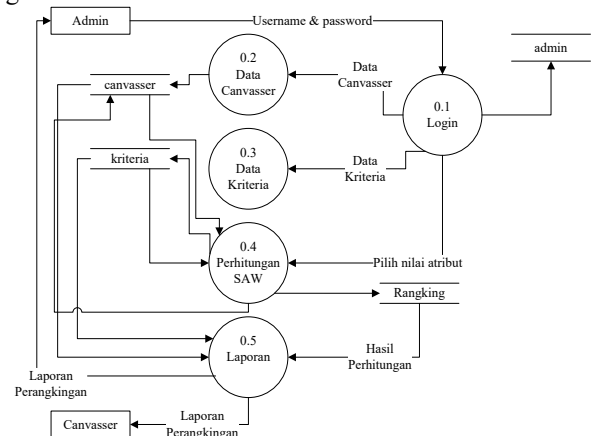 Admin
Username & password
admin
0.2
Data
Canvasser
Data
Canvasser
canvasser
0.1
Login
0.3
Data
Kriteria
Data
Kriteria
kriteria
0.4
Perhitungan
SAW
Pilih nilai atribut
Rangking
0.5
Laporan
Hasil
Perhitungan
Laporan
Perangkingan
Canvasser
Laporan
Perangkingan